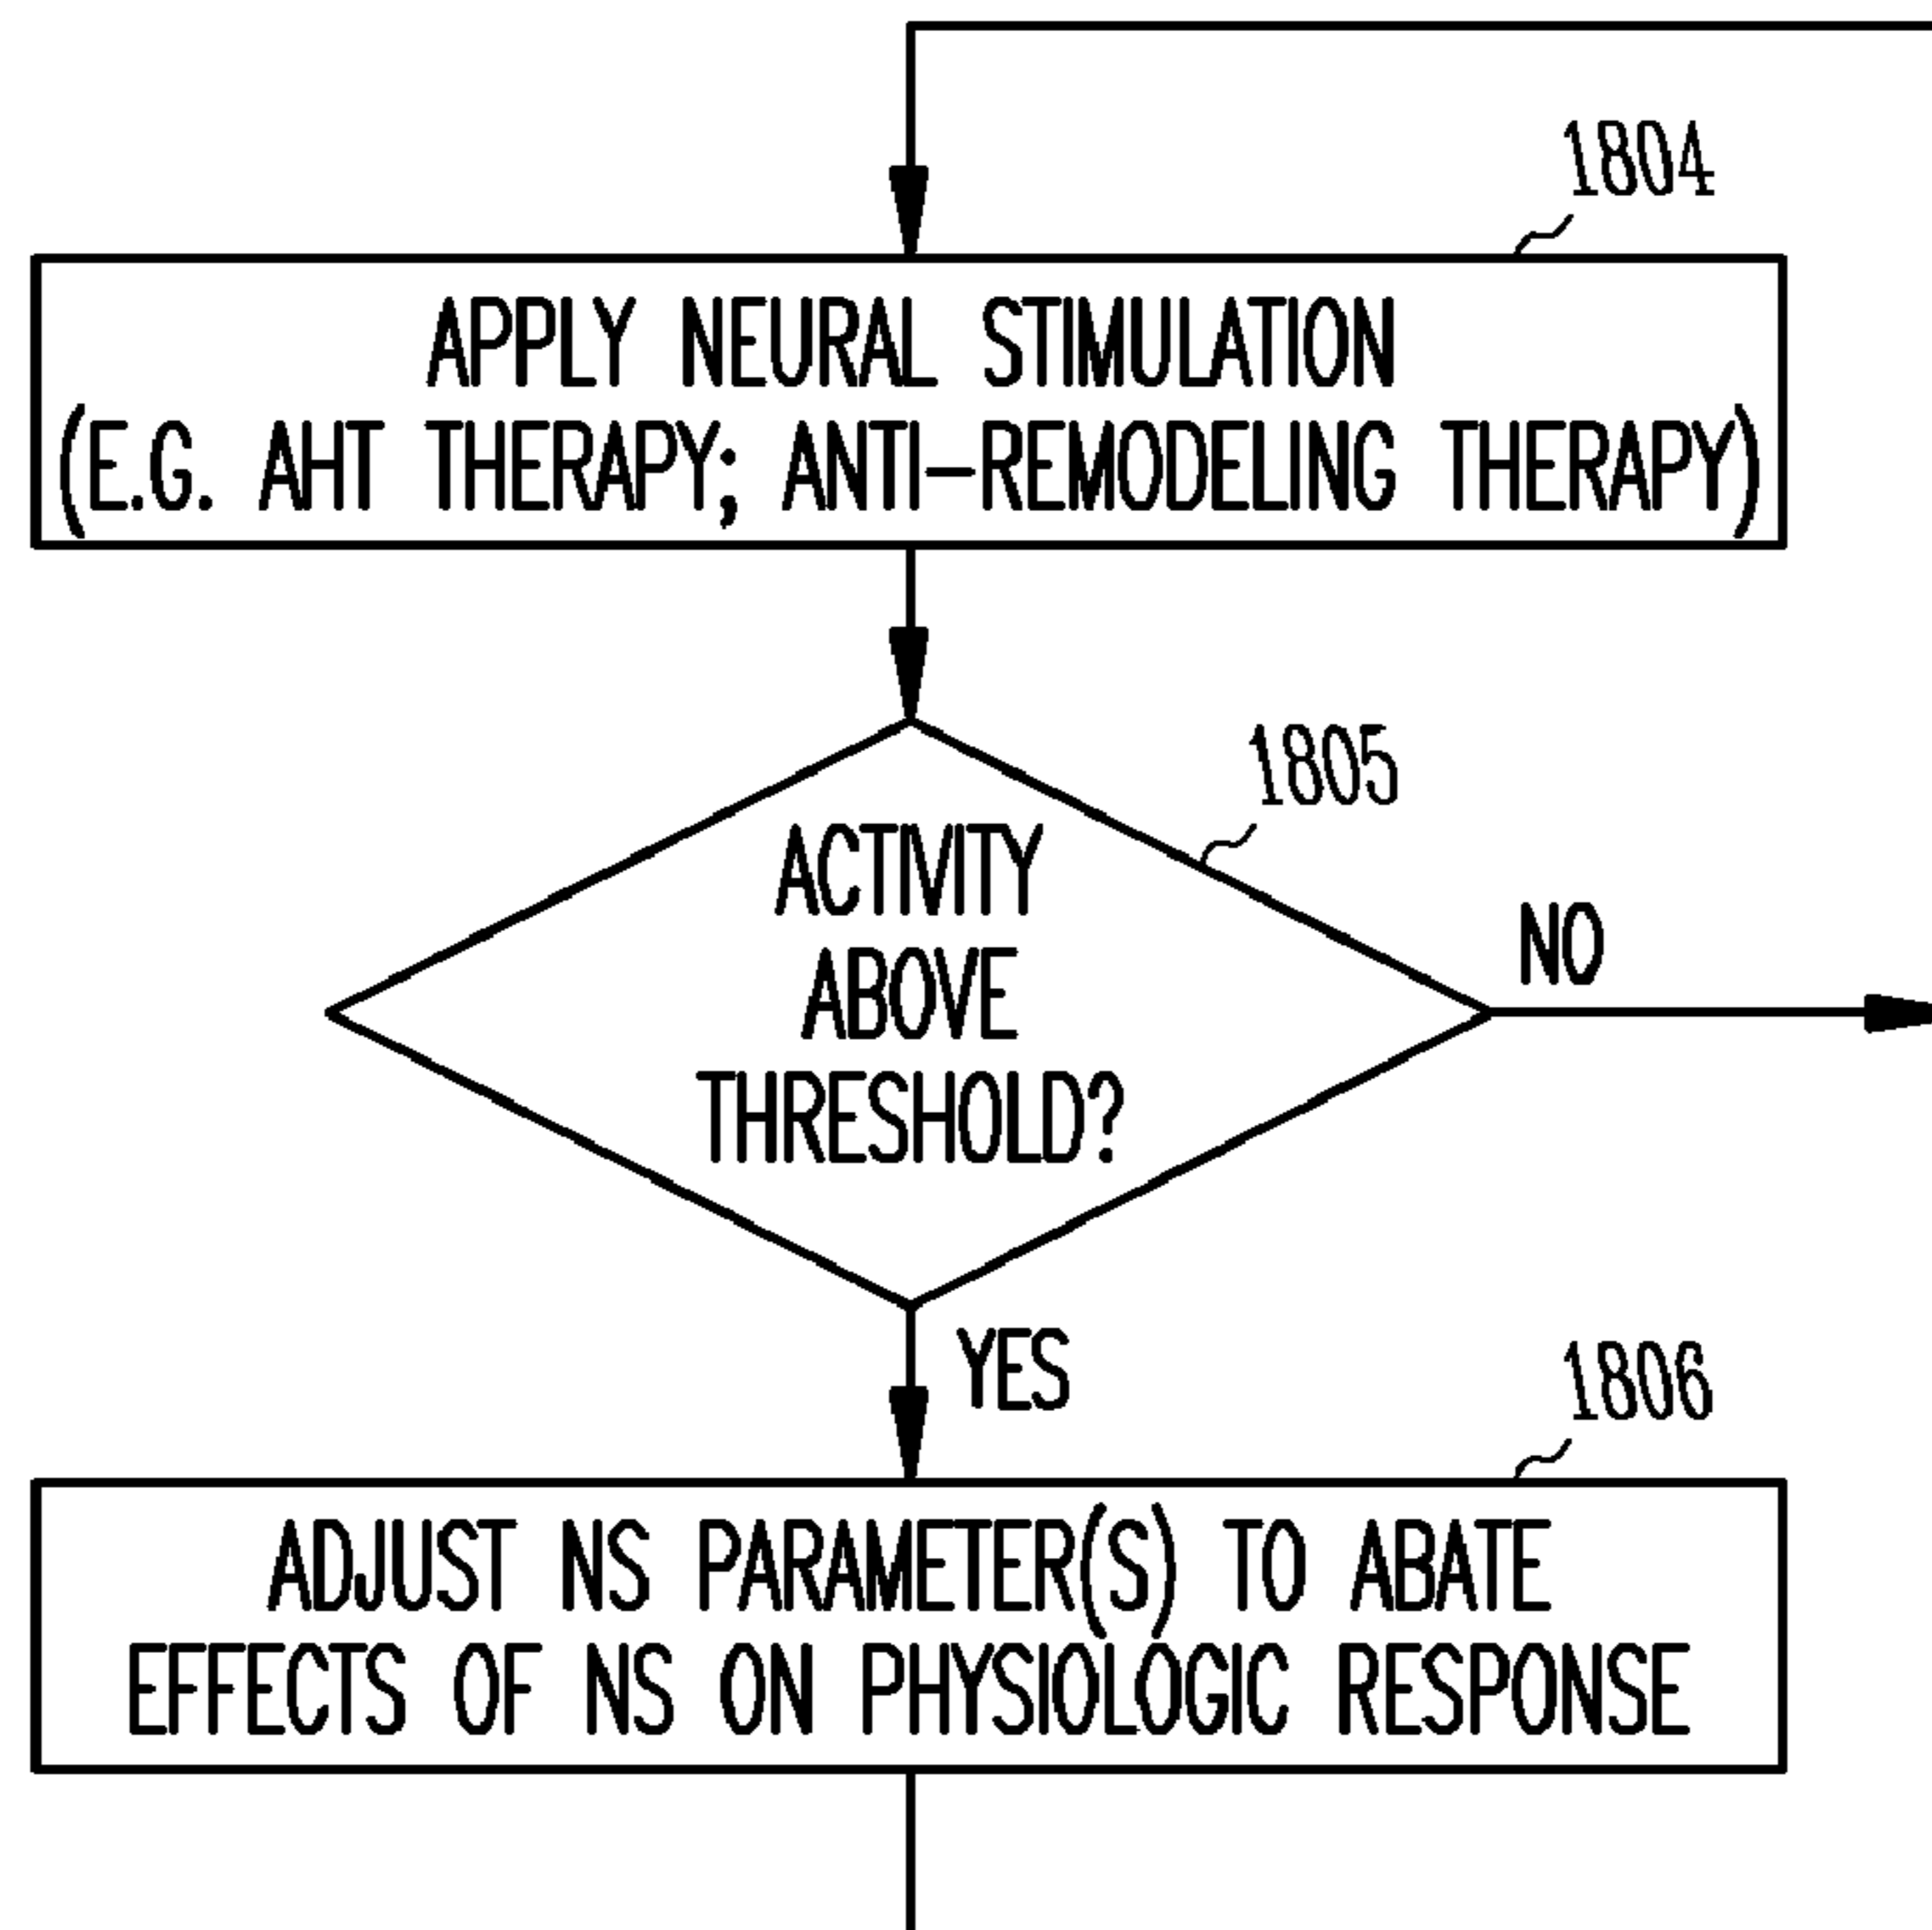 1804
APPLY NEURAL STIMULATION
(E.G. AHT THERAPY; ANTI-REMODELING THERAPY)
1805
ACTIVITY
ABOVE
THRESHOLD?
NO
YES
1806
ADJUST NS PARAMETER(S) TO ABATE
EFFECTS OF NS ON PHYSIOLOGIC RESPONSE